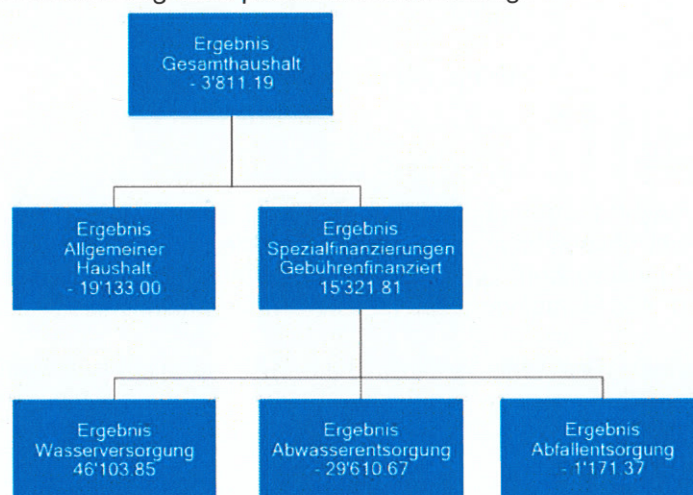 Ergebnis
Gesamthaushalt
- 3'811.19
Ergebnis
Allgemeiner
Haushalt
- 19'133.00
Ergebnis
Spezialfinanzierungen
Gebührenfinanziert
15'321.81
Ergebnis
Wasserversorgung
46'103.85
Ergebnis
Abwasserentsorgung
- 29'610.67
Ergebnis
Abfallentsorgung
- 1'171.37